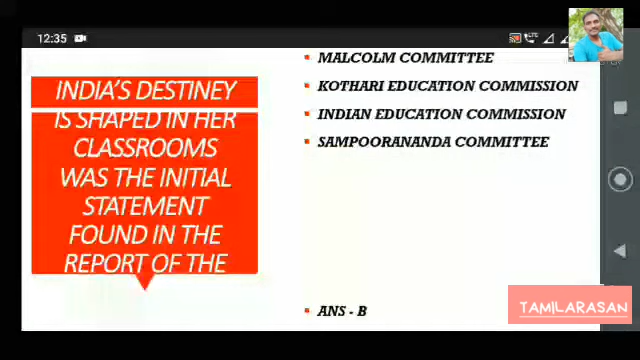 12:35
LTE
INDIA'S DESTINEY
IS SHAPED IN HER
CLASSROOMS
WAS THE INITIAL
STATEMENT
FOUND IN THE
REPORT OF THE
MALCOLM COMMITTEE
KOTHARI EDUCATION COMMISSION
INDIAN EDUCATION COMMISSION
SAMPOORANANDA COMMITTEE
ANS - B
TAMILARASAN